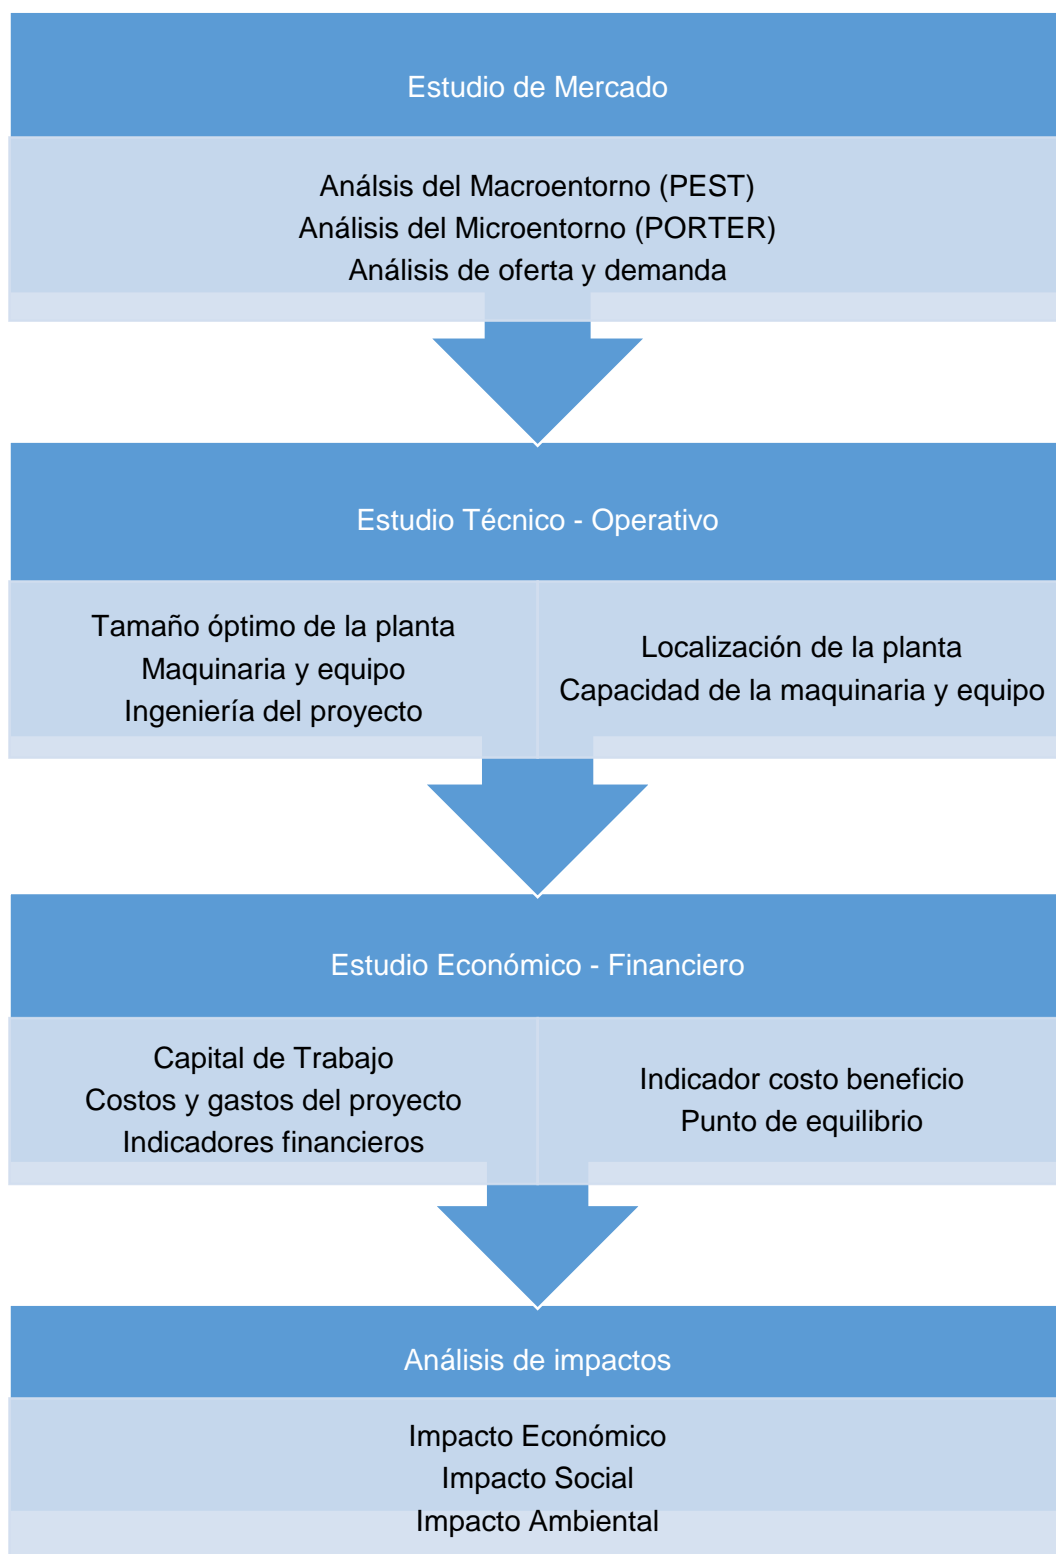 Estudio de Mercado
Análsis del Macroentorno (PEST)
Análisis del Microentorno (PORTER)
Análisis de oferta y demanda
Estudio Técnico - Operativo
Tamaño óptimo de la planta
Maquinaria y equipo
Ingeniería del proyecto
Localización de la planta
Capacidad de la maquinaria y equipo
Estudio Económico - Financiero
Capital de Trabajo
Costos y gastos del proyecto
Indicadores financieros
Indicador costo beneficio
Punto de equilibrio
Análisis de impactos
Impacto Económico
Impacto Social
Impacto Ambiental